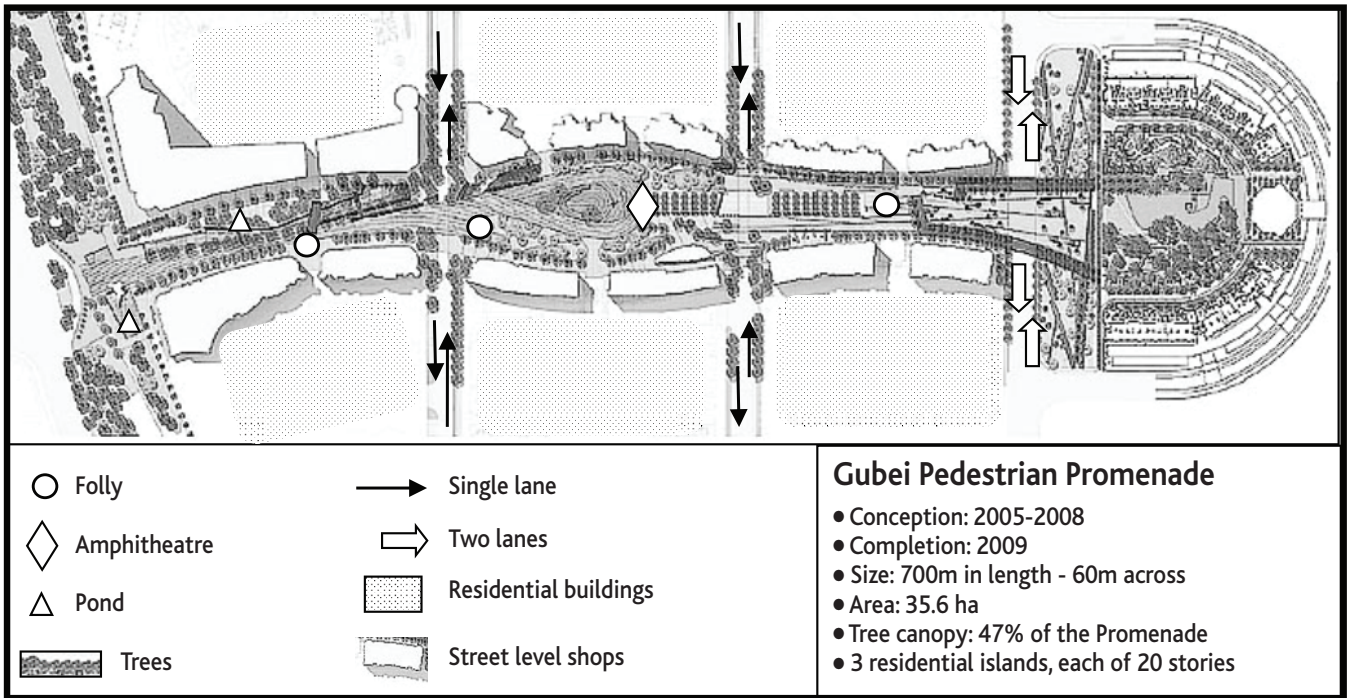 Folly
Amphitheatre
Pond
Trees
Single lane
Two lanes
Residential buildings
Street level shops
Gubei Pedestrian Promenade
• Conception: 2005-2008
• Completion: 2009
• Size: 700m in length - 60m across
• Area: 35.6 ha
• Tree canopy: 47% of the Promenade
• 3 residential islands, each of 20 stories